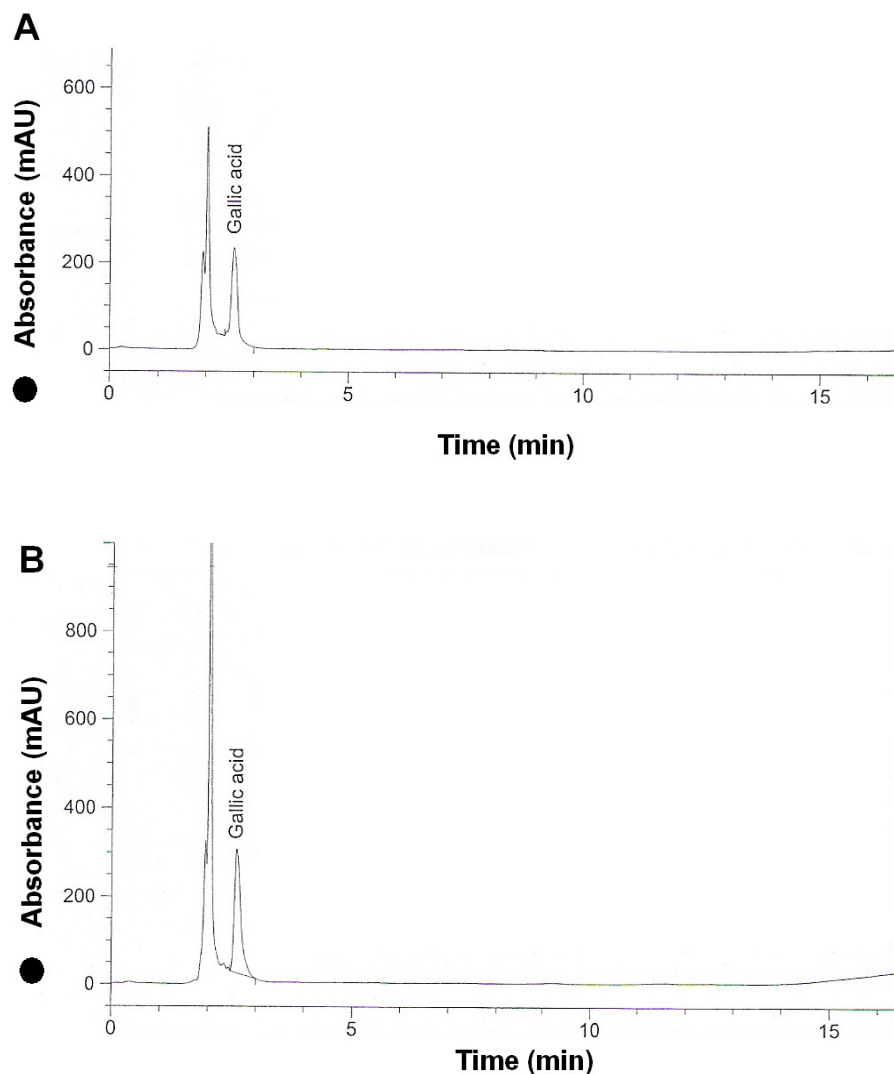 A
Absorbance (mAU)
600
400
200
0
Gallic acid
0 5 10 15
Time (min)
B
Absorbance (mAU)
800
600
400
200
0
Gallic acid
0 5 10 15
Time (min)